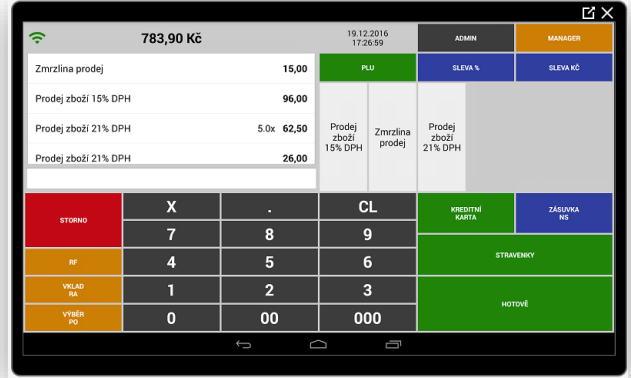 783,90 Kč
19.12.2016
17:26:59
ADMIN
MANAGER
Zmrzlina prodej 15,00
PLU
SLEVA %
SLEVA KČ
Prodej zboží 15% DPH 96,00
Prodej zboží 21% DPH 5.0x 62,50
Prodej zboží 21% DPH 26,00
Prodej
zboží
15% DPH
Zmrzlina
prodej
Prodej
zboží
21% DPH
STORNO
X
.
CL
KREDITNÍ
KARTA
ZÁSUVKA
NS
7
8
9
RF
4
5
6
STRAVENKY
VKLAD
RA
1
2
3
HOTOVĚ
VÝBĚR
PO
0
00
000